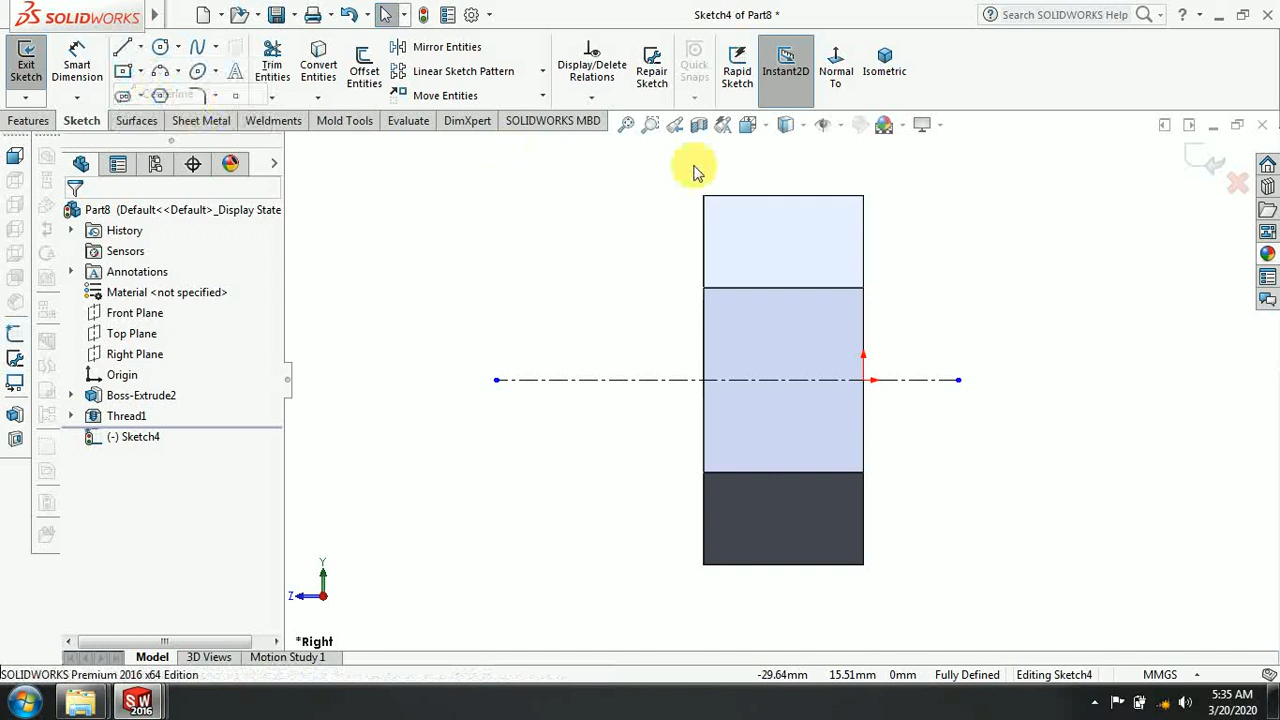 SOLIDWORKS
Sketch4 of Part8 *
Search SOLIDWORKS Help
?
Exit Sketch
Smart Dimension
Trim Entities
Convert Entities
Offset Entities
Mirror Entities
Linear Sketch Pattern
Move Entities
Display/Delete Relations
Repair Sketch
Quick Snaps
Rapid Sketch
Instant2D
Normal To
Isometric
Centerline
Features Sketch Surfaces Sheet Metal Weldments Mold Tools Evaluate DimXpert SOLIDWORKS MBD
Part8 (Default<<Default>_Display State
History
Sensors
Annotations
Material <not specified>
Front Plane
Top Plane
Right Plane
Origin
Boss-Extrude2
Thread1
(-) Sketch4
Y
Z
*Right
Model 3D Views Motion Study 1
SOLIDWORKS Premium 2016 x64 Edition
-29.64mm 15.51mm 0mm Fully Defined Editing Sketch4 MMGS
SW
2016
5:35 AM
3/20/2020